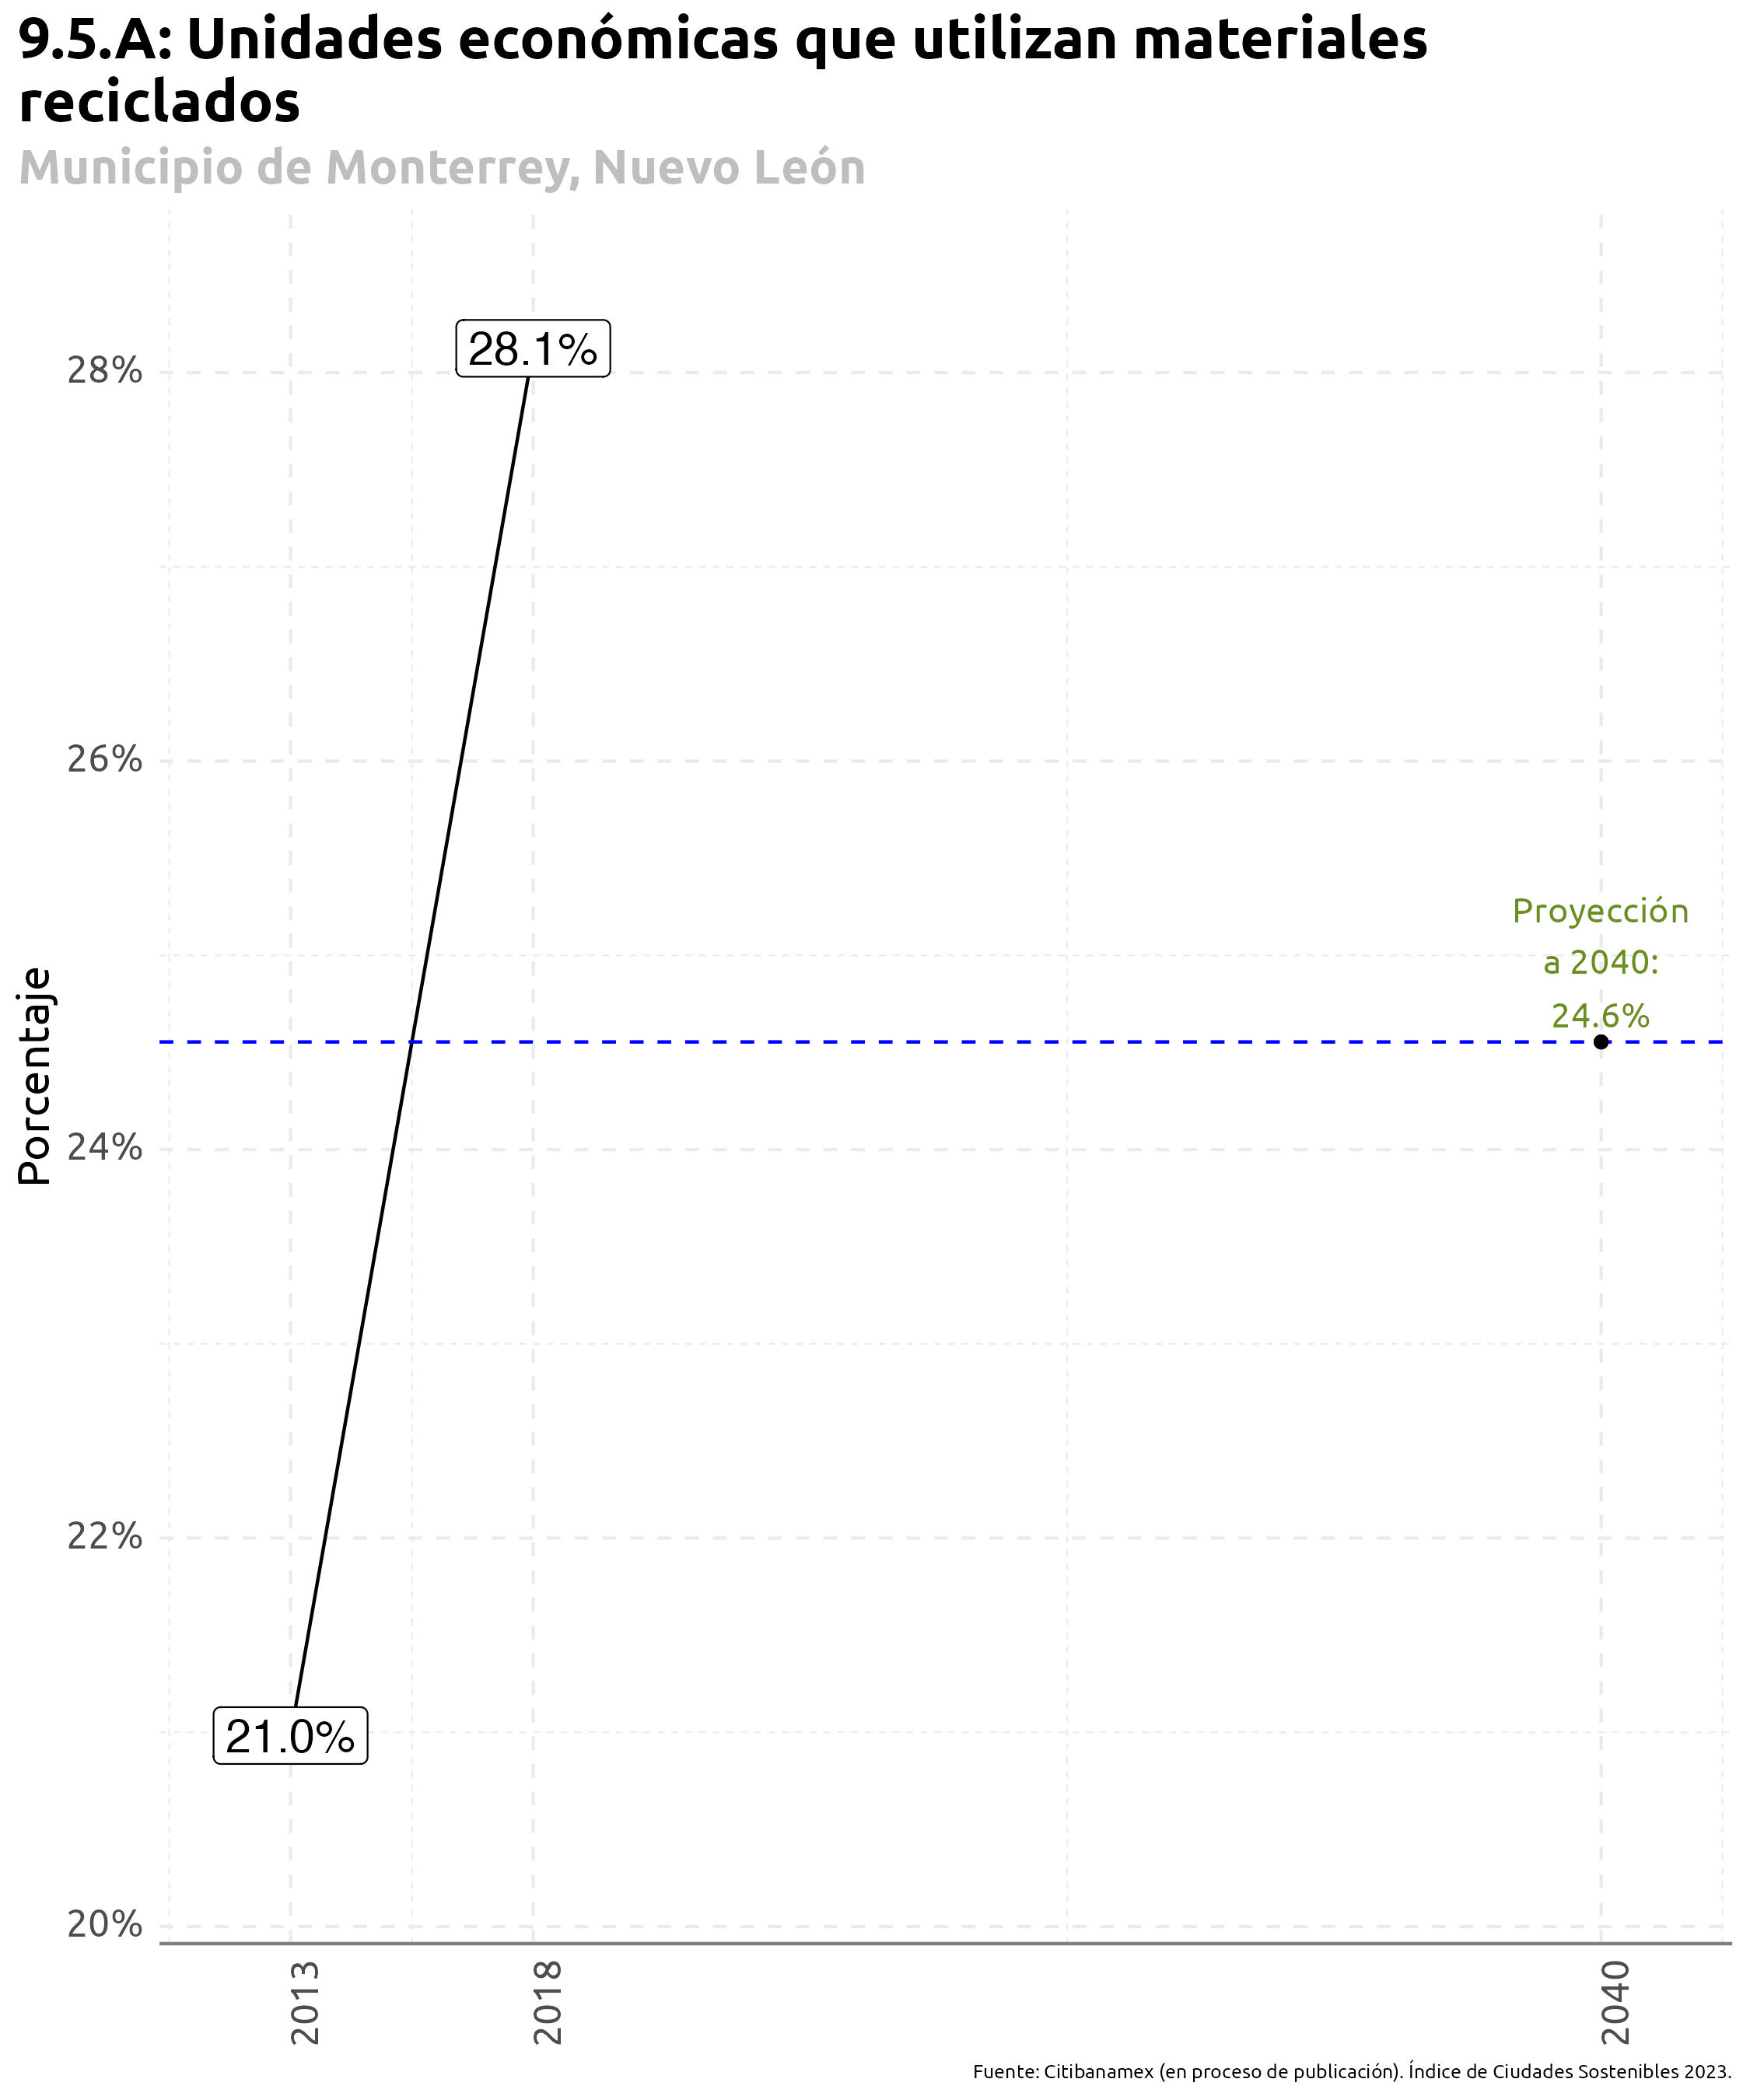 9.5.A: Unidades económicas que utilizan materiales
reciclados
Municipio de Monterrey, Nuevo León
28.1%
28%
26%
Proyección
a 2040:
24.6%
Porcentaje
24%
22%
21.0%
20%
2013
2018
2040
Fuente: Citibanamex (en proceso de publicación). Índice de Ciudades Sostenibles 2023.